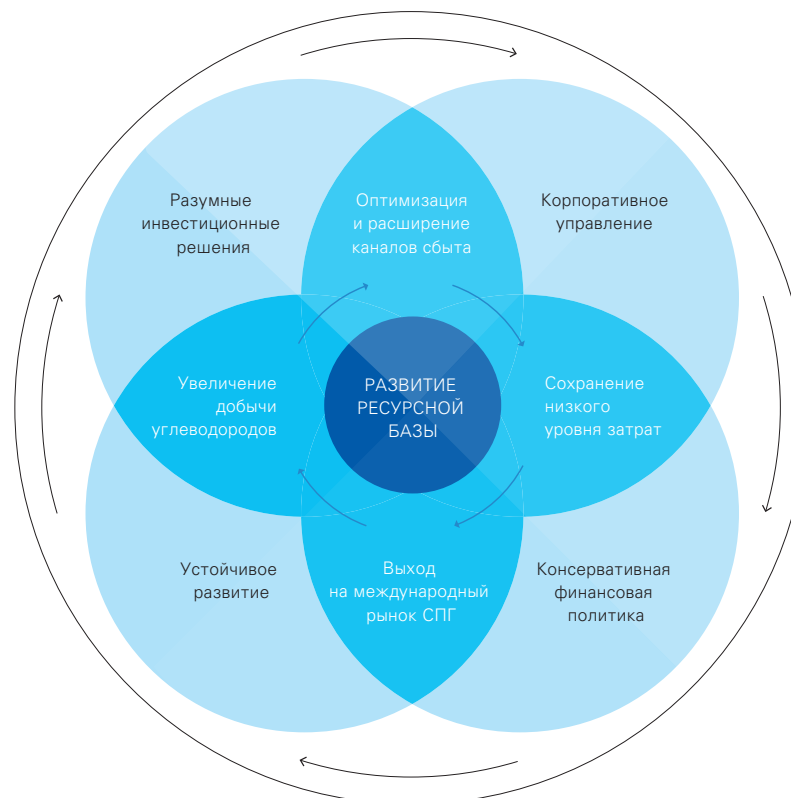 Разумные
инвестиционные
решения
Оптимизация
и расширение
каналов сбыта
Корпоративное
управление
Увеличение
добычи
углеводородов
РАЗВИТИЕ
РЕСУРСНОЙ
БАЗЫ
Сохранение
низкого
уровня затрат
Устойчивое
развитие
Выход
на международный
рынок СПГ
Консервативная
финансовая
политика